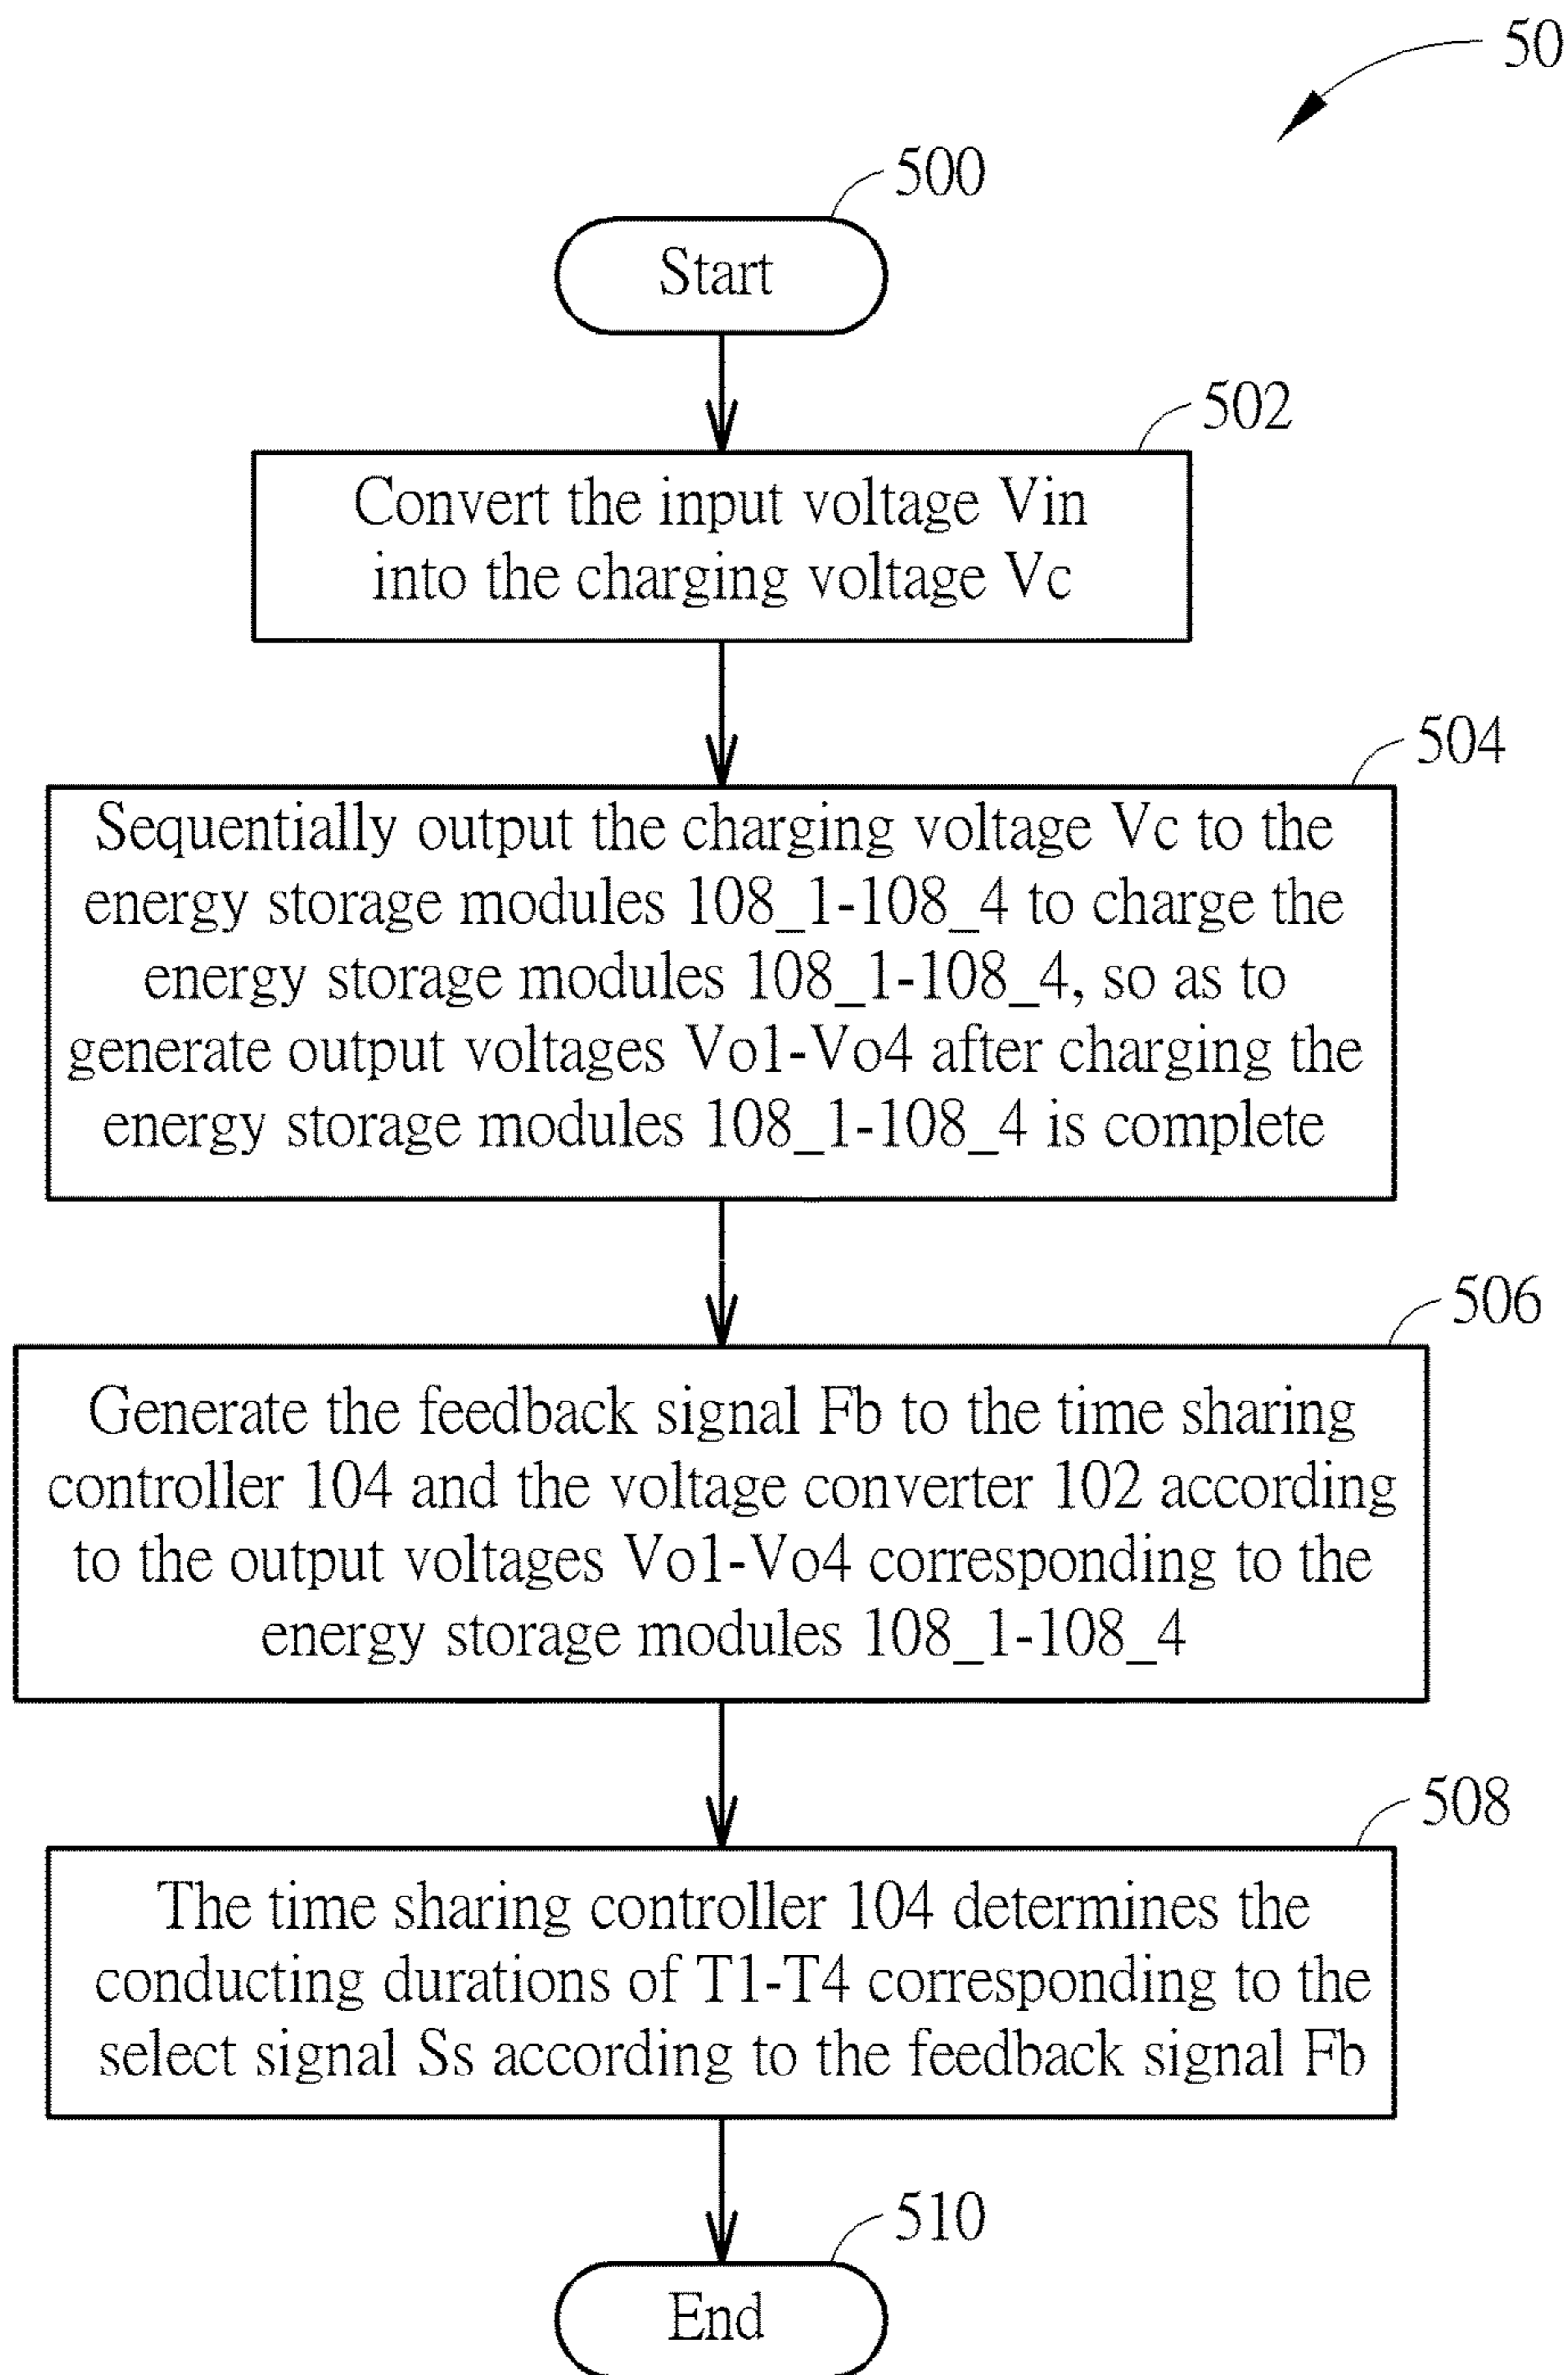 50
500
Start
502
Convert the input voltage Vin
into the charging voltage Vc
504
Sequentially output the charging voltage Vc to the
energy storage modules 108_1-108_4 to charge the
energy storage modules 108_1-108_4, so as to
generate output voltages Vo1-Vo4 after charging the
energy storage modules 108_1-108_4 is complete
506
Generate the feedback signal Fb to the time sharing
controller 104 and the voltage converter 102 according
to the output voltages Vo1-Vo4 corresponding to the
energy storage modules 108_1-108_4
508
The time sharing controller 104 determines the
conducting durations of T1-T4 corresponding to the
select signal Ss according to the feedback signal Fb
510
End